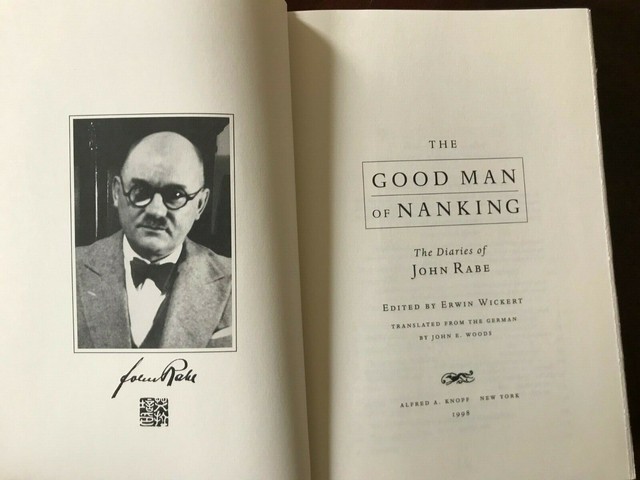 John Rabe
THE
GOOD MAN
OF NANKING
The Diaries of
JOHN RABE
EDITED BY ERWIN WICKERT
TRANSLATED FROM THE GERMAN
BY JOHN E. WOODS
ALFRED A. KNOPF NEW YORK
1998